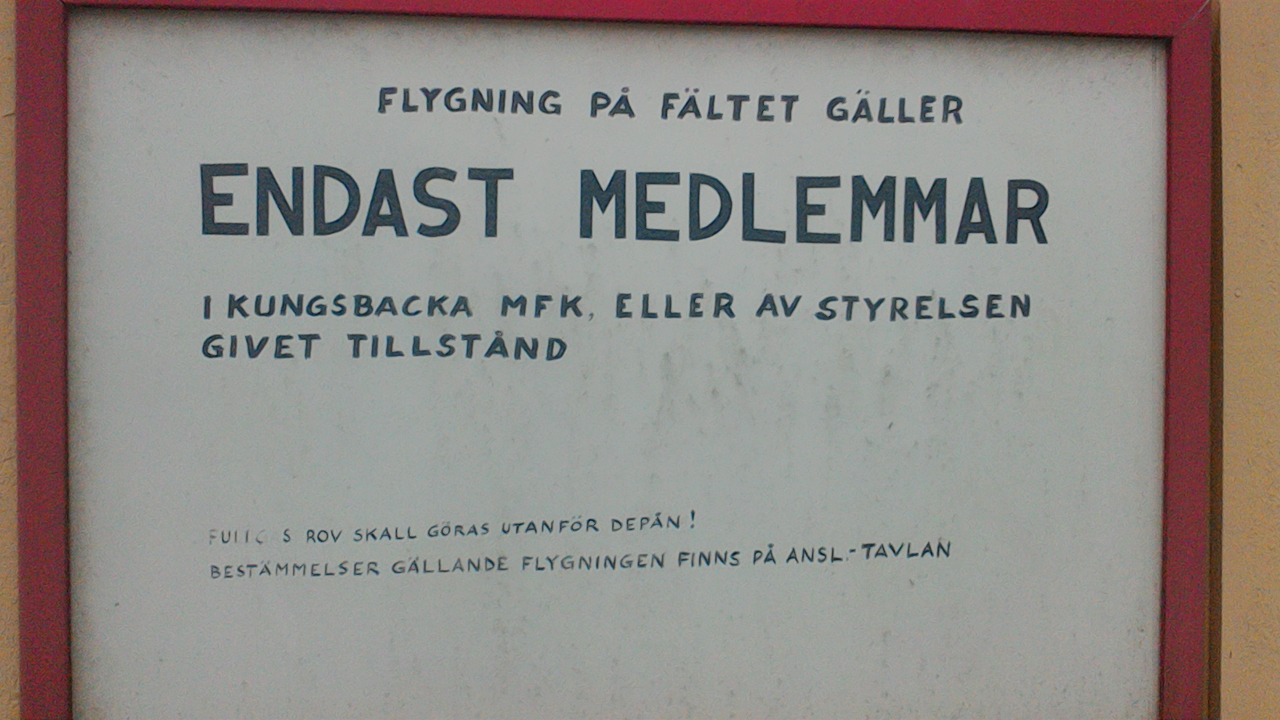 FLYGNING PÅ FÄLTET GÄLLER
ENDAST MEDLEMMAR
I KUNGSBACKA MFK, ELLER AV STYRELSEN
GIVET TILLSTÅND
S ROV SKALL GÖRAS UTANFÖR DEPÅN!
BESTÄMMELSER GÄLLANDE FLYGNINGEN FINNS PÅ ANSL.-TAVLAN